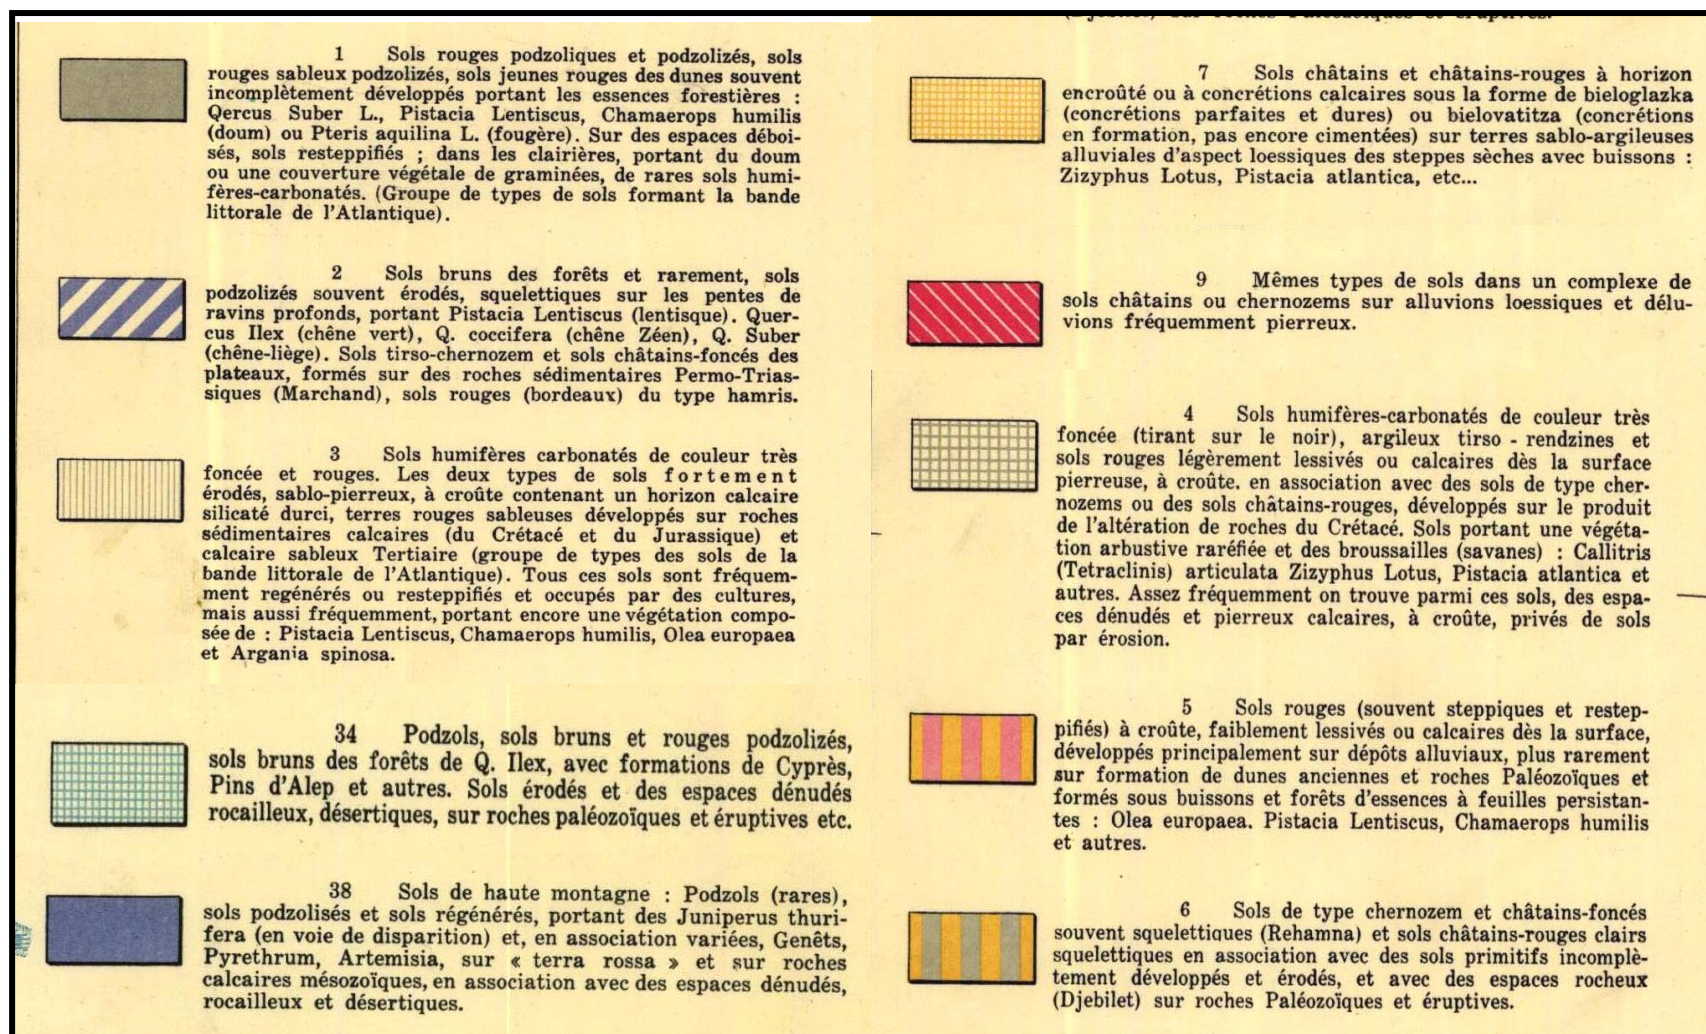 1 Sols rouges podzoliques et podzolizés, sols
rouges sableux podzolizés, sols jeunes rouges des dunes souvent
incomplètement développés portant les essences forestières :
Qercus Suber L., Pistacia Lentiscus, Chamaerops humilis
(doum) ou Pteris aquilina L. (fougère). Sur des espaces déboi-
sés, sols resteppifiés ; dans les clairières, portant du doum
ou une couverture végétale de graminées, de rares sols humi-
fères-carbonatés. (Groupe de types de sols formant la bande
littorale de l'Atlantique).
2 Sols bruns des forêts et rarement, sols
podzolizés souvent érodés, squelettiques sur les pentes de
ravins profonds, portant Pistacia Lentiscus (lentisque). Quer-
cus Ilex (chêne vert), Q. coccifera (chêne Zéen), Q. Suber
(chêne-liège). Sols tirso-chernozem et sols châtains-foncés des
plateaux, formés sur des roches sédimentaires Permo-Trias-
siques (Marchand), sols rouges (bordeaux) du type hamris.
3 Sols humifères carbonatés de couleur très
foncée et rouges. Les deux types de sols fortement
érodés, sablo-pierreux, à croûte contenant un horizon calcaire
silicaté durci, terres rouges sableuses développés sur roches
sédimentaires calcaires (du Crétacé et du Jurassique) et
calcaire sableux Tertiaire (groupe de types des sols de la
bande littorale de l'Atlantique). Tous ces sols sont fréquem-
ment regénérés ou resteppifiés et occupés par des cultures,
mais aussi fréquemment, portant encore une végétation compo-
sée de : Pistacia Lentiscus, Chamaerops humilis, Olea europaea
et Argania spinosa.
34 Podzols, sols bruns et rouges podzolizés,
sols bruns des forêts de Q. Ilex, avec formations de Cyprès,
Pins d'Alep et autres. Sols érodés et des espaces dénudés
rocailleux, désertiques, sur roches paléozoïques et éruptives etc.
38 Sols de haute montagne : Podzols (rares),
sols podzolisés et sols régénérés, portant des Juniperus thuri-
fera (en voie de disparition) et, en association variées, Genêts,
Pyrethrum, Artemisia, sur « terra rossa » et sur roches
calcaires mésozoïques, en association avec des espaces dénudés,
rocailleux et désertiques.
7 Sols châtains et châtains-rouges à horizon
encroûté ou à concrétions calcaires sous la forme de bieloglazka
(concrétions parfaites et dures) ou bielovatitza (concrétions
en formation, pas encore cimentées) sur terres sablo-argileuses
alluviales d'aspect loessiques des steppes sèches avec buissons :
Zizyphus Lotus, Pistacia atlantica, etc...
9 Mêmes types de sols dans un complexe de
sols châtains ou chernozems sur alluvions loessiques et délu-
vions fréquemment pierreux.
4 Sols humifères-carbonatés de couleur très
foncée (tirant sur le noir), argileux tirso - rendzines et
sols rouges légèrement lessivés ou calcaires dès la surface
pierreuse, à croûte. en association avec des sols de type cher-
nozems ou des sols châtains-rouges, développés sur le produit
de l'altération de roches du Crétacé. Sols portant une végéta-
tion arbustive raréfiée et des broussailles (savanes) : Callitris
(Tetraclinis) articulata Zizyphus Lotus, Pistacia atlantica et
autres. Assez fréquemment on trouve parmi ces sols, des espa-
ces dénudés et pierreux calcaires, à croûte, privés de sols
par érosion.
5 Sols rouges (souvent steppiques et restep-
pifiés) à croûte, faiblement lessivés ou calcaires dès la surface,
développés principalement sur dépôts alluviaux, plus rarement
sur formation de dunes anciennes et roches Paléozoïques et
formés sous buissons et forêts d'essences à feuilles persistan-
tes : Olea europaea. Pistacia Lentiscus, Chamaerops humilis
et autres.
6 Sols de type chernozem et châtains-foncés
souvent squelettiques (Rehamna) et sols châtains-rouges clairs
squelettiques en association avec des sols primitifs incomplè-
tement développés et érodés, et avec des espaces rocheux
(Djebilet) sur roches Paléozoïques et éruptives.